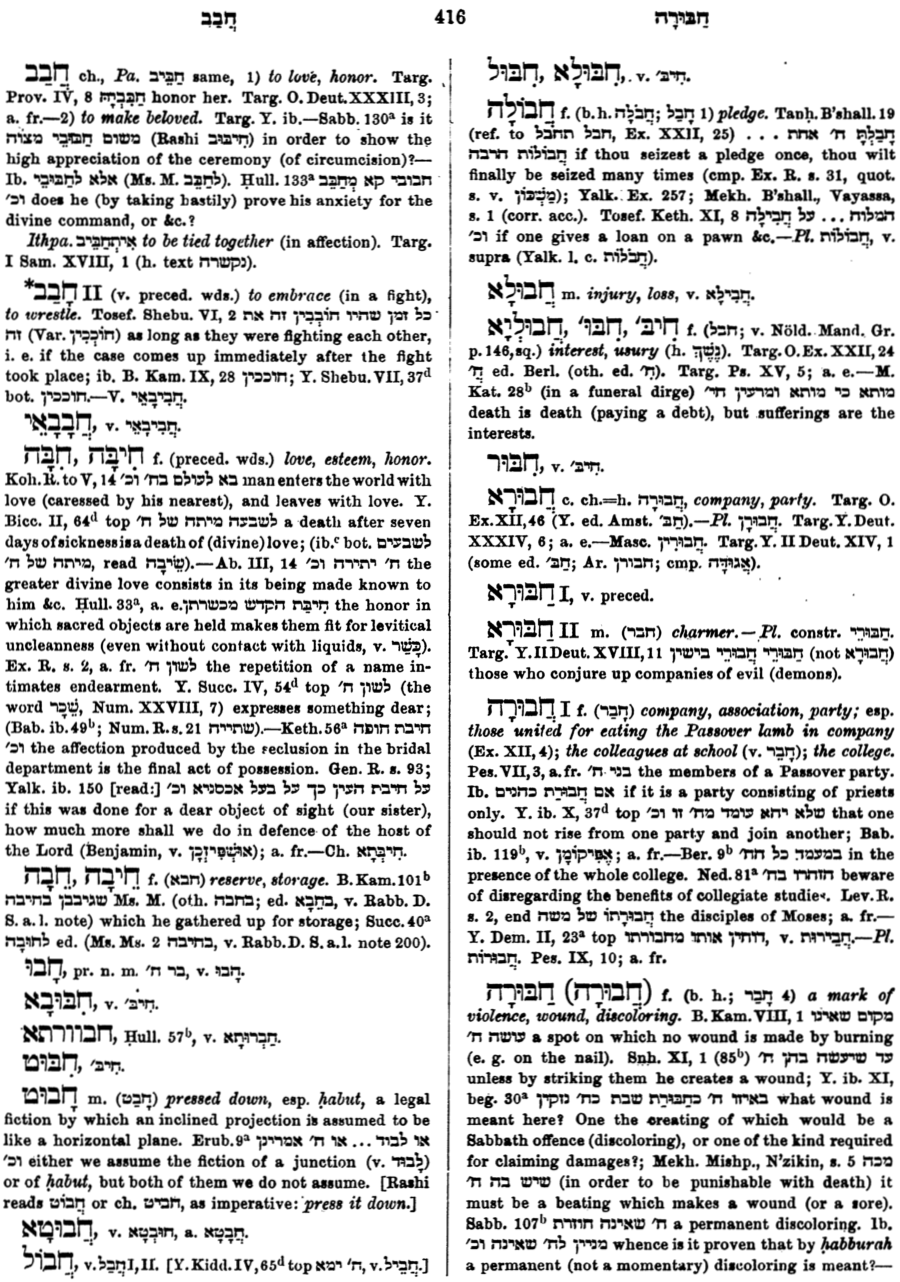 חֲבַב 416 חַבּוּרָה
חֲבַב ch., Pa. חַבֵּיב same, 1) to love, honor. Targ.
Prov. IV, 8 חַבְּבָהּ honor her. Targ. O. Deut. XXXIII, 3;
a. fr.—2) to make beloved. Targ. Y. ib.—Sabb. 130ᵃ is it
משום חבובי מצוה (Rashi חיבוב) in order to show the
high appreciation of the ceremony (of circumcision)?—
Ib. אלא לחבובי (Ms. M. לחבב). Ḥull. 133ᵃ חבובי קא מחבב
וכ' does he (by taking hastily) prove his anxiety for the
divine command, or &c.?
Ithpa. אִיתְחַבֵּיב to be tied together (in affection). Targ.
I Sam. XVIII, 1 (h. text נקשרה).
*חָבַב II (v. preced. wds.) to embrace (in a fight),
to wrestle. Tosef. Shebu. VI, 2 כל זמן שהיו חובבין זה את
זה (Var. חוככין) as long as they were fighting each other,
i. e. if the case comes up immediately after the fight
took place; ib. B. Kam. IX, 28 חוככין; Y. Shebu. VII, 37ᵈ
bot. חוככין.—V. חֲבִיבָאֵי.
חֲבָבָאֵי, v. חֲבִיבָאֵי.
חִיבָּה, חִבָּה f. (preced. wds.) love, esteem, honor.
Koh. R. to V, 14 בא לעולם בח' וכ' man enters the world with
love (caressed by his nearest), and leaves with love. Y.
Bicc. II, 64ᵈ top לשבעה מיתה של ח' a death after seven
days of sickness is a death of (divine) love; (ib.ᶜ bot. לשבעים
מיתה של ח', read שֵׂיבָה).—Ab. III, 14 ח' יתירה וכ' the
greater divine love consists in its being made known to
him &c. Ḥull. 33ᵃ, a. e. חיבת הקדש מכשרתן the honor in
which sacred objects are held makes them fit for levitical
uncleanness (even without contact with liquids, v. כָּשַׁר).
Ex. R. s. 2, a. fr. לשון ח' the repetition of a name in-
timates endearment. Y. Succ. IV, 54ᵈ top לשון ח' (the
word שֵׁכָר, Num. XXVIII, 7) expresses something dear;
(Bab. ib. 49ᵇ; Num. R. s. 21 שתייה).—Keth. 56ᵃ חיבת חופה
וכ' the affection produced by the seclusion in the bridal
department is the final act of possession. Gen. R. s. 93;
Yalk. ib. 150 [read:] על חיבת העין כך על בעל אכסניא וכ'
if this was done for a dear object of sight (our sister),
how much more shall we do in defence of the host of
the Lord (Benjamin, v. אוּשְׁפִּיזְכָן); a. fr.—Ch. חִיבְּתָא.
חִיבָה, חֵבָה f. (חבא) reserve, storage. B. Kam. 101ᵇ
שגיבבן בחיבה Ms. M. (oth. בחבה; ed. בַּחֲבָא, v. Rabb. D.
S. a. l. note) which he gathered up for storage; Succ. 40ᵃ
לחובה ed. (Ms. Ms. 2 בחיבה, v. Rabb. D. S. a. l. note 200).
חָבוּ, pr. n. m. בר ח', v. חָבוּ.
חִבּוּבָא, v. חִיבּ'.
חבוורתא, Ḥull. 57ᵇ, v. חַבְרוּתָא.
חִבּוּט, v. חִיבּ'.
חָבוּט m. (חָבַט) pressed down, esp. ḥabut, a legal
fiction by which an inclined projection is assumed to be
like a horizontal plane. Erub. 9ᵃ או לבוד ... או ח' אמרינן
וכ' either we assume the fiction of a junction (v. לָבוּד)
or of ḥabut, but both of them we do not assume. [Rashi
reads חֲבוֹט or ch. חבוט, as imperative: press it down.]
חֲבוּטָא, v. חוּבְטָא, a. חֲבָטָא.
חֲבוֹל, v. חֲבַל I, II. [Y. Kidd. IV, 65ᵈ top ח' ימא, v. חֲבִיל.]
חִבּוּלָא, חִבּוּל, v. חִיבּ'.
חֲבוֹלָה f. (b. h. חֲבֹלָה; חָבַל 1) pledge. Tanḥ. B'shall. 19
(ref. to חבל תחבל, Ex. XXII, 25) ... חָבַלְתָּ ח' אחת
חֲבוֹלוֹת הרבה if thou seizest a pledge once, thou wilt
finally be seized many times (cmp. Ex. R. s. 31, quot.
s. v. מַשְׁכּוֹן); Yalk. Ex. 257; Mekh. B'shall., Vayassa,
s. 1 (corr. acc.). Tosef. Keth. XI, 8 המלוה ... על חֲבִילָה
וכ' if one gives a loan on a pawn &c.—Pl. חֲבוֹלוֹת, v.
supra (Yalk. l. c. חבלות).
חֲבוּלָא m. injury, loss, v. חֲבִילָא.
חֲבוּלְיָא, חִבּוּ', חִיבּ' f. (חבל; v. Nöld. Mand. Gr.
p. 146, sq.) interest, usury (h. נֶשֶׁךְ). Targ. O. Ex. XXII, 24
חֲ' ed. Berl. (oth. ed. חִ'). Targ. Ps. XV, 5; a. e.—M.
Kat. 28ᵇ (in a funeral dirge) מותא כי מותא ומרעין חי'
death is death (paying a debt), but sufferings are the
interests.
חִבּוּר, v. חִיבּ'.
חֲבוּרָא c. ch.=h. חֲבוּרָה, company, party. Targ. O.
Ex. XII, 46 (Y. ed. Amst. חַבּ').—Pl. חֲבוּרָן. Targ. Y. Deut.
XXXIV, 6; a. e.—Masc. חֲבוּרִין. Targ. Y. II Deut. XIV, 1
(some ed. חַבּ'; Ar. חבורן; cmp. אֲגוּדָה).
חַבּוּרָא I, v. preced.
חַבּוּרָא II m. (חבר) charmer.—Pl. constr. חַבּוּרֵי.
Targ. Y. II Deut. XVIII, 11 חַבּוּרֵי חֲבוּרֵי בישין (not חֲבוּרָא)
those who conjure up companies of evil (demons).
חֲבוּרָה I f. (חָבַר) company, association, party; esp.
those united for eating the Passover lamb in company
(Ex. XII, 4); the colleagues at school (v. חָבֵר); the college.
Pes. VII, 3, a. fr. בני ח' the members of a Passover party.
Ib. אם חֲבוּרַת כהנים if it is a party consisting of priests
only. Y. ib. X, 37ᵈ top שלא יהא עומד מח' זו וכ' that one
should not rise from one party and join another; Bab.
ib. 119ᵇ, v. אֲפִיקוֹמָן; a. fr.—Ber. 9ᵇ במעמד כל הח' in the
presence of the whole college. Ned. 81ᵃ הזהרו בח' beware
of disregarding the benefits of collegiate studies. Lev. R.
s. 2, end חֲבוּרָתוֹ של משה the disciples of Moses; a. fr.—
Y. Dem. II, 23ᵃ top דוחין אותו מחבורתו, v. חֲבֵירוּת.—Pl.
חֲבוּרוֹת. Pes. IX, 10; a. fr.
חַבּוּרָה (חֲבוּרָה) f. (b. h.; חָבַר 4) a mark of
violence, wound, discoloring. B. Kam. VIII, 1 מקום שאינו
עושה ח' a spot on which no wound is made by burning
(e. g. on the nail). Snh. XI, 1 (85ᵇ) עד שיעשה בהן ח'
unless by striking them he creates a wound; Y. ib. XI,
beg. 30ᵃ באיזו ח' כחַבּוּרַת שבת כח' נזקין what wound is
meant here? One the creating of which would be a
Sabbath offence (discoloring), or one of the kind required
for claiming damages?; Mekh. Mishp., N'zikin, s. 5 מכה
שיש בה ח' (in order to be punishable with death) it
must be a beating which makes a wound (or a sore).
Sabb. 107ᵇ ח' שאינה חוזרת a permanent discoloring. Ib.
מניין לח' שאינה וכ' whence is it proven that by ḥabburah
a permanent (not a momentary) discoloring is meant?—